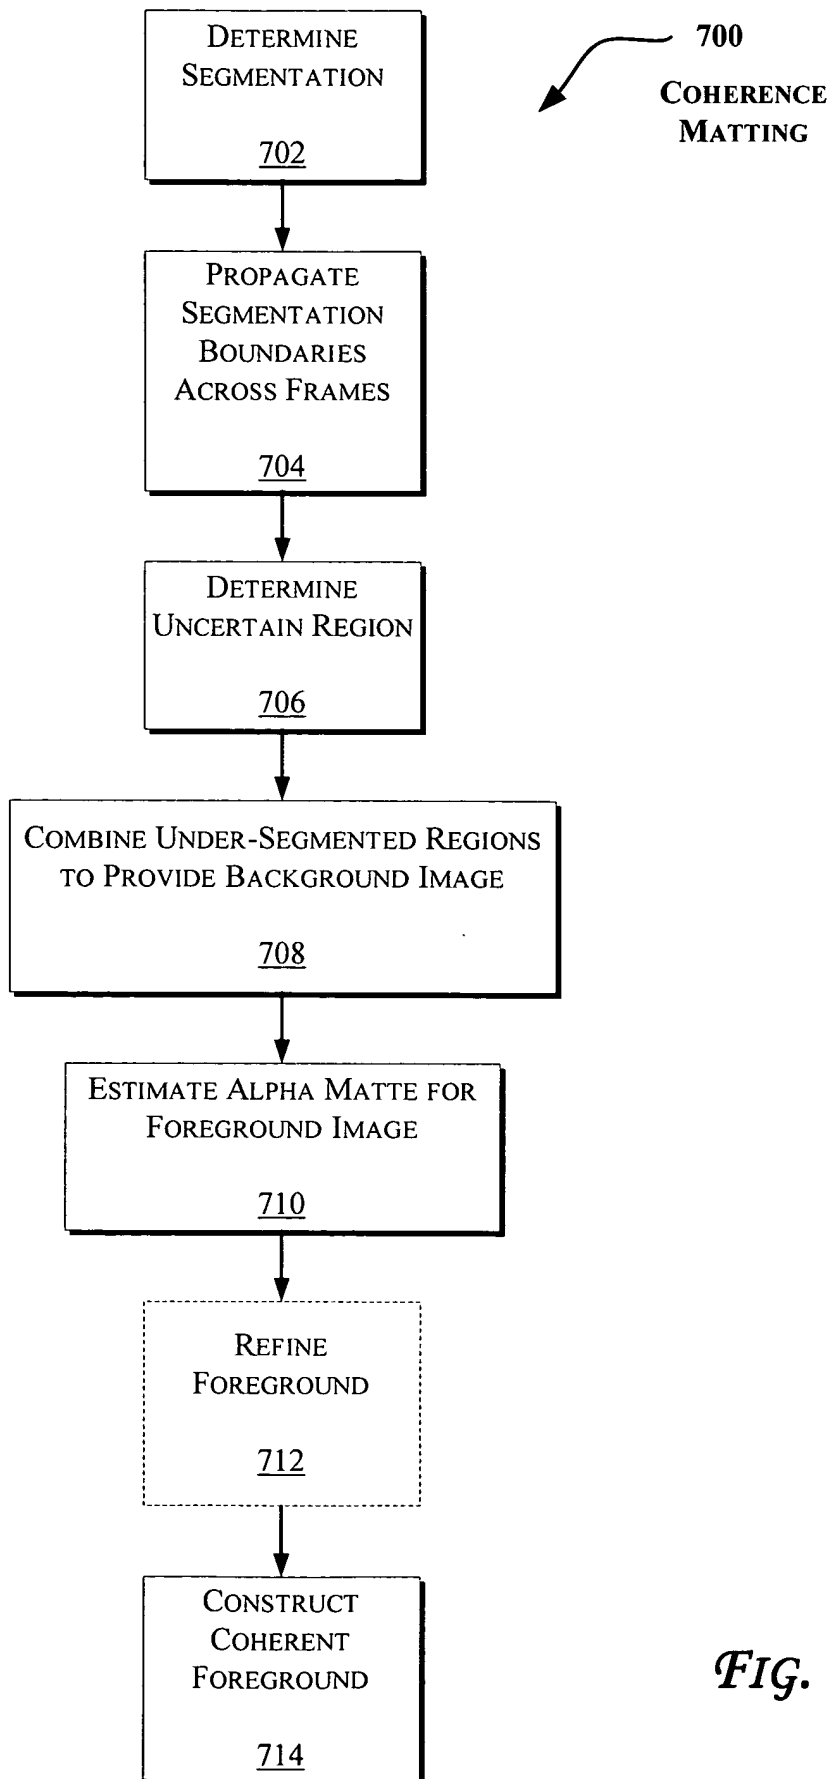 DETERMINE
SEGMENTATION
702
700
COHERENCE
MATTING
PROPAGATE
SEGMENTATION
BOUNDARIES
ACROSS FRAMES
704
DETERMINE
UNCERTAIN REGION
706
COMBINE UNDER-SEGMENTED REGIONS
TO PROVIDE BACKGROUND IMAGE
708
ESTIMATE ALPHA MATTE FOR
FOREGROUND IMAGE
710
REFINE
FOREGROUND
712
CONSTRUCT
COHERENT
FOREGROUND
714
FIG.